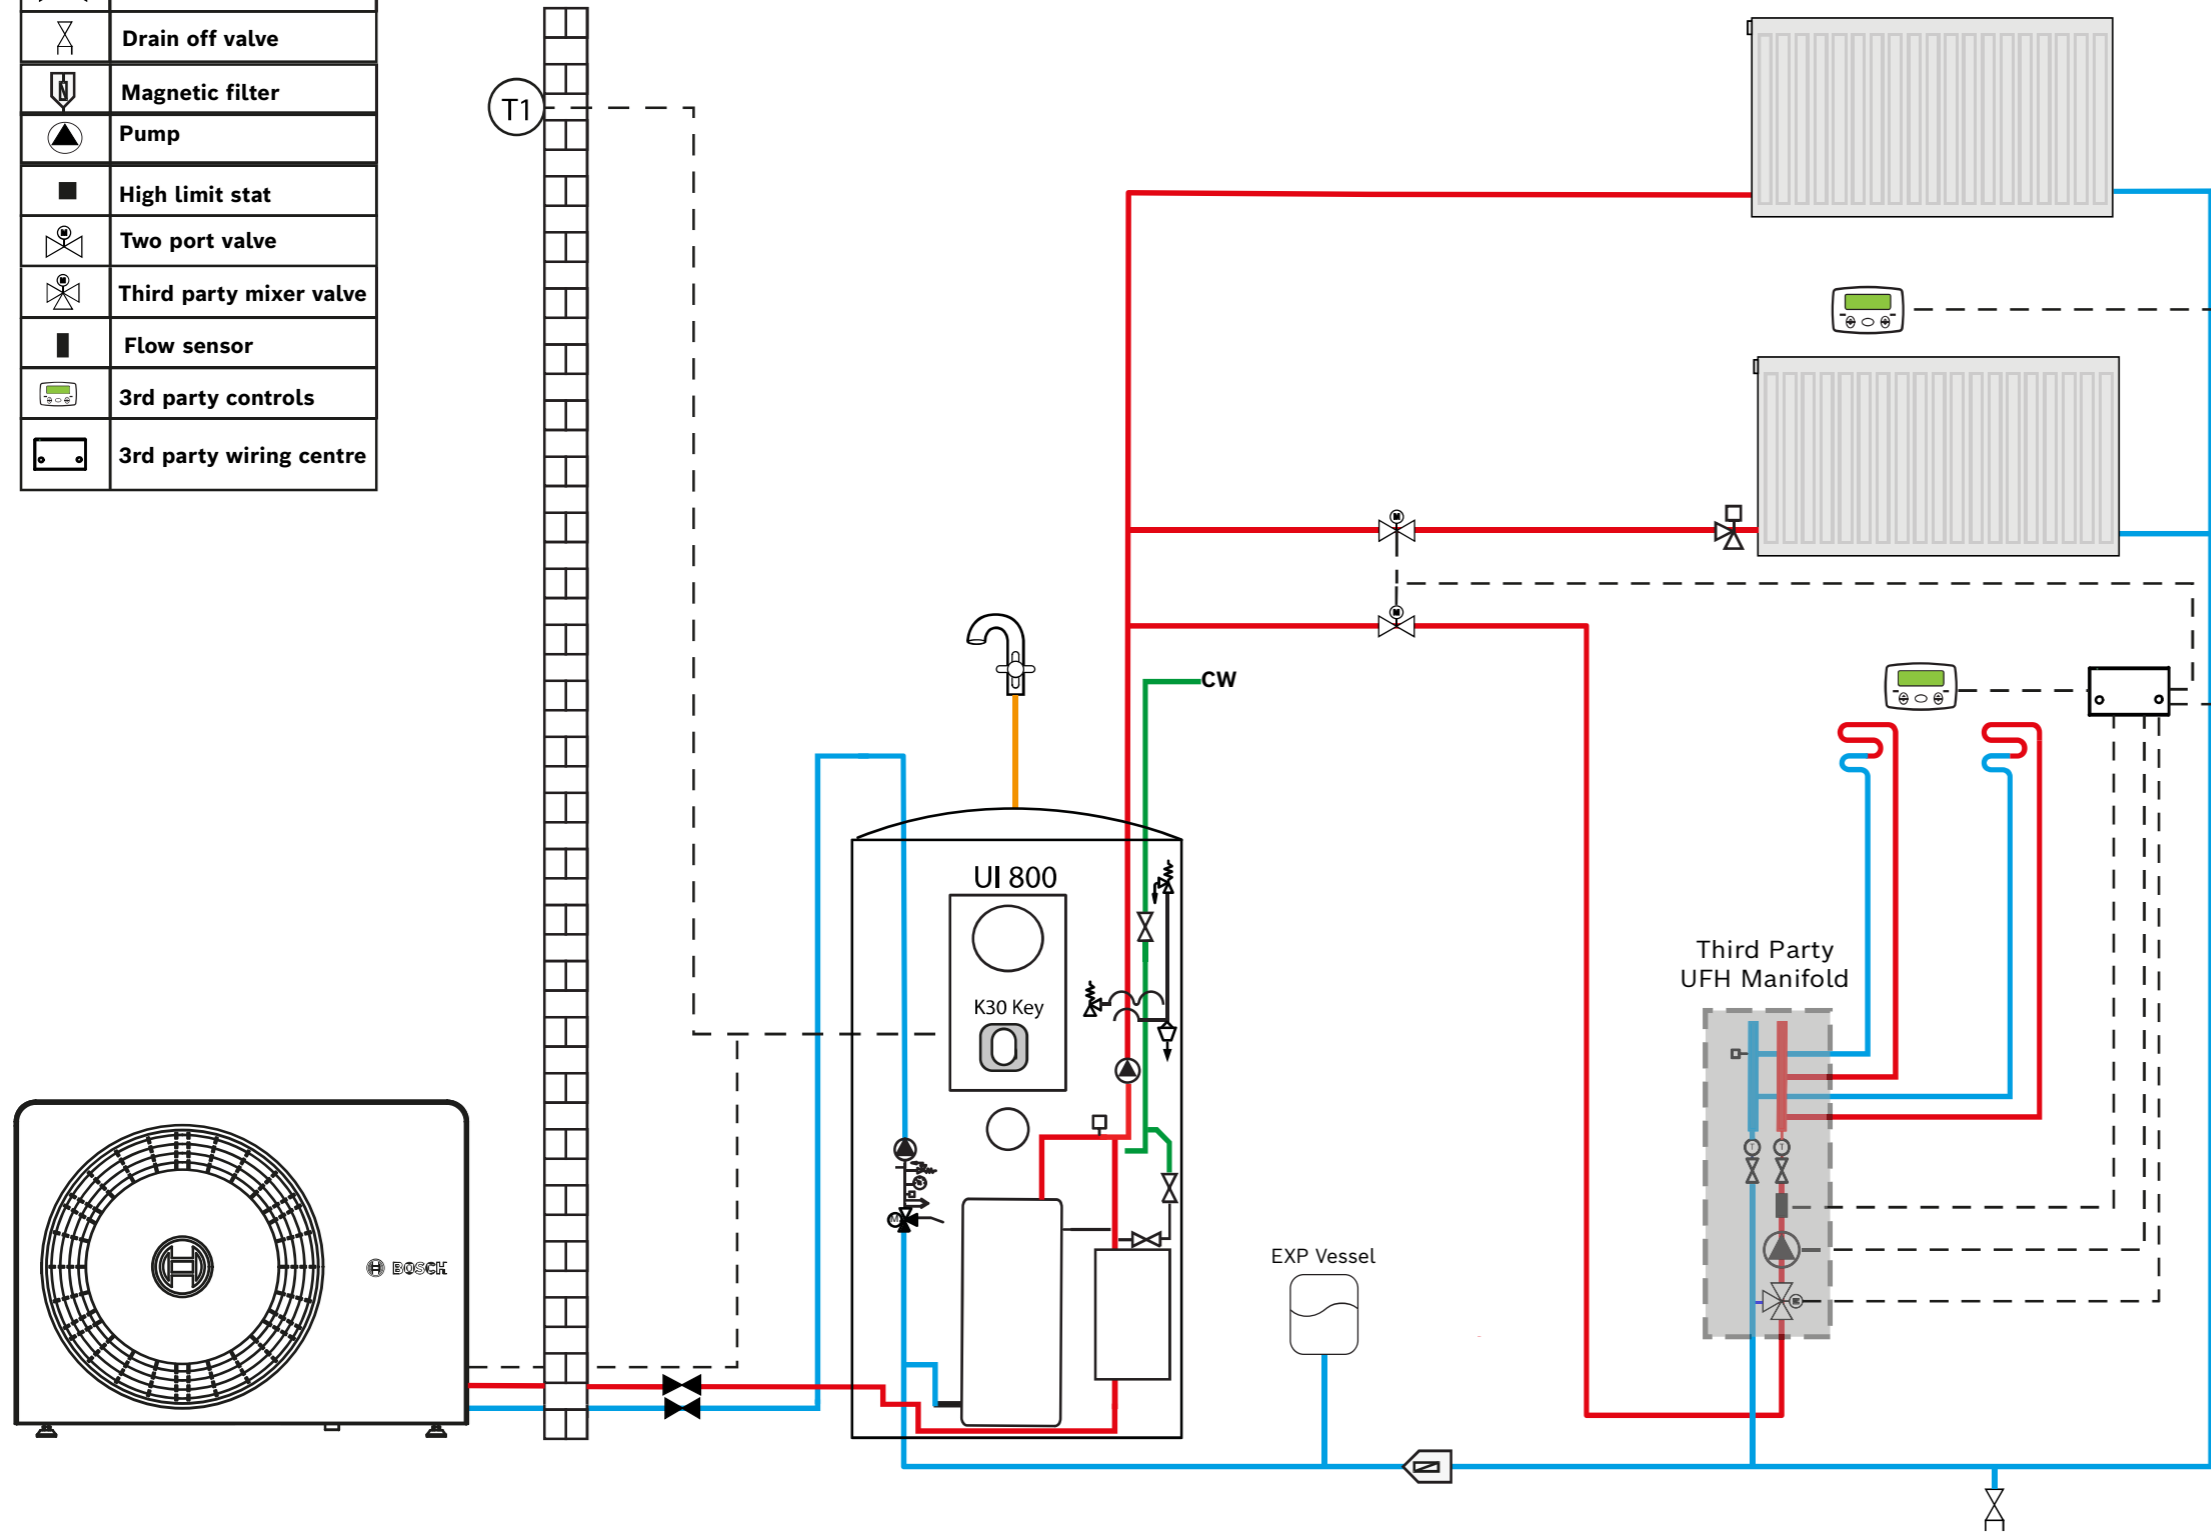 Drain off valve
Magnetic filter
Pump
High limit stat
Two port valve
Third party mixer valve
Flow sensor
3rd party controls
3rd party wiring centre
T1
CW
UI 800
K30 Key
Third Party
UFH Manifold
EXP Vessel
BOSCH
M
M
M
M
T
T